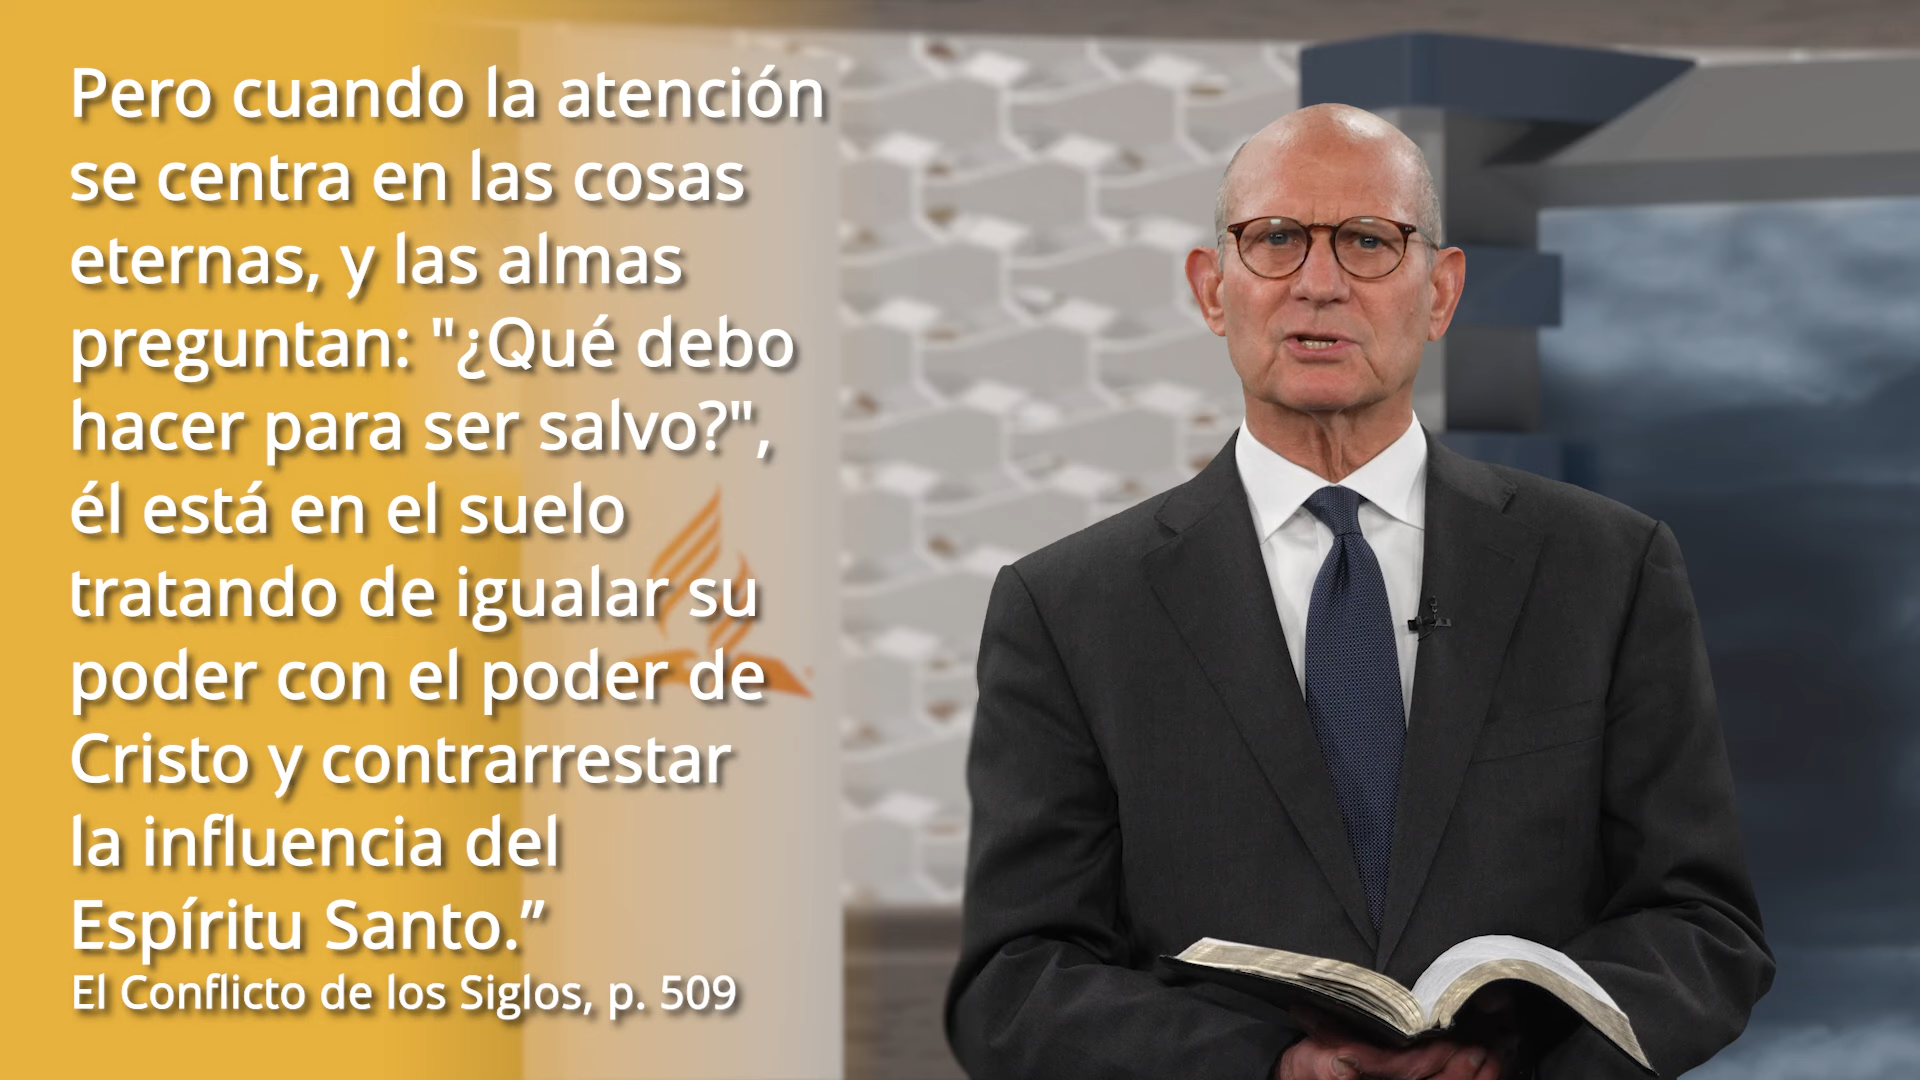 Pero cuando la atención
se centra en las cosas
eternas, y las almas
preguntan: "¿Qué debo
hacer para ser salvo?",
él está en el suelo
tratando de igualar su
poder con el poder de
Cristo y contrarrestar
la influencia del
Espíritu Santo.”
El Conflicto de los Siglos, p. 509